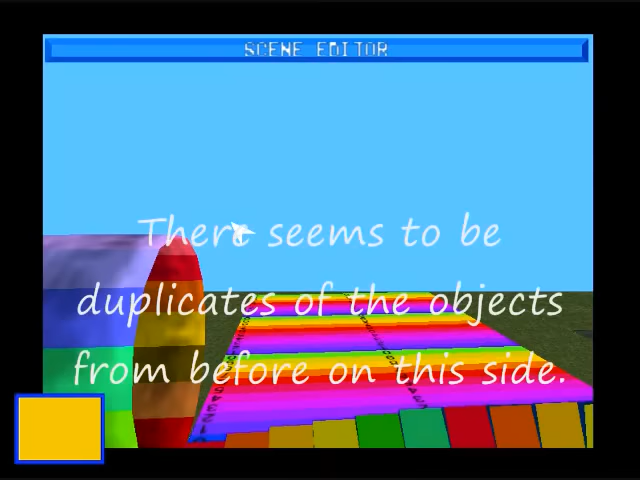 SCENE EDITOR
There seems to be
duplicates of the objects
from before on this side.